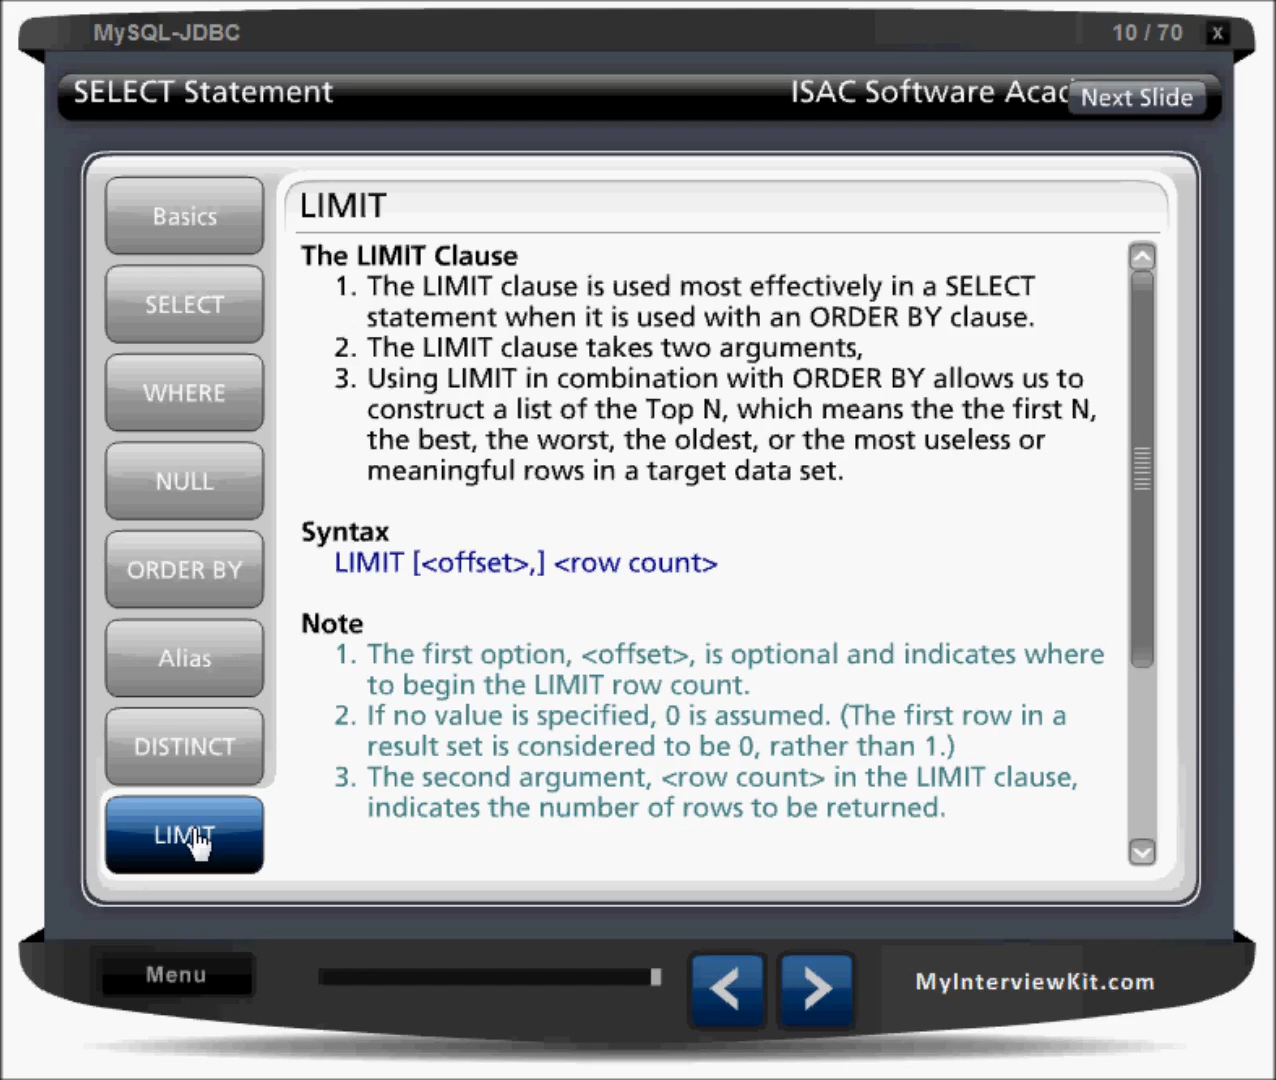 MySQL-JDBC
10 / 70
X
SELECT Statement
ISAC Software
Next Slide
Basics
SELECT
WHERE
NULL
ORDER BY
Alias
DISTINCT
LIMIT
LIMIT
The LIMIT Clause
1. The LIMIT clause is used most effectively in a SELECT
statement when it is used with an ORDER BY clause.
2. The LIMIT clause takes two arguments,
3. Using LIMIT in combination with ORDER BY allows us to
construct a list of the Top N, which means the the first N,
the best, the worst, the oldest, or the most useless or
meaningful rows in a target data set.
Syntax
LIMIT [<offset>,] <row count>
Note
1. The first option, <offset>, is optional and indicates where
to begin the LIMIT row count.
2. If no value is specified, 0 is assumed. (The first row in a
result set is considered to be 0, rather than 1.)
3. The second argument, <row count> in the LIMIT clause,
indicates the number of rows to be returned.
Menu
MyInterviewKit.com